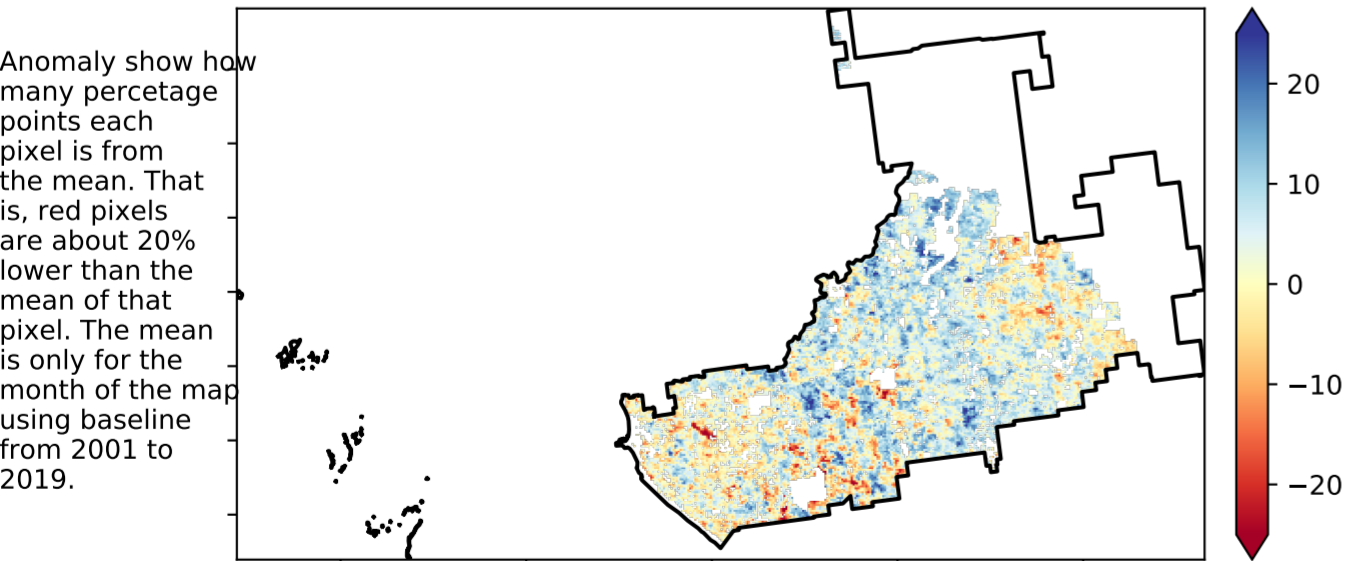 Anomaly show how
many percetage
points each
pixel is from
the mean. That
is, red pixels
are about 20%
lower than the
mean of that
pixel. The mean
is only for the
month of the map
using baseline
from 2001 to
2019.
20
10
0
−10
−20